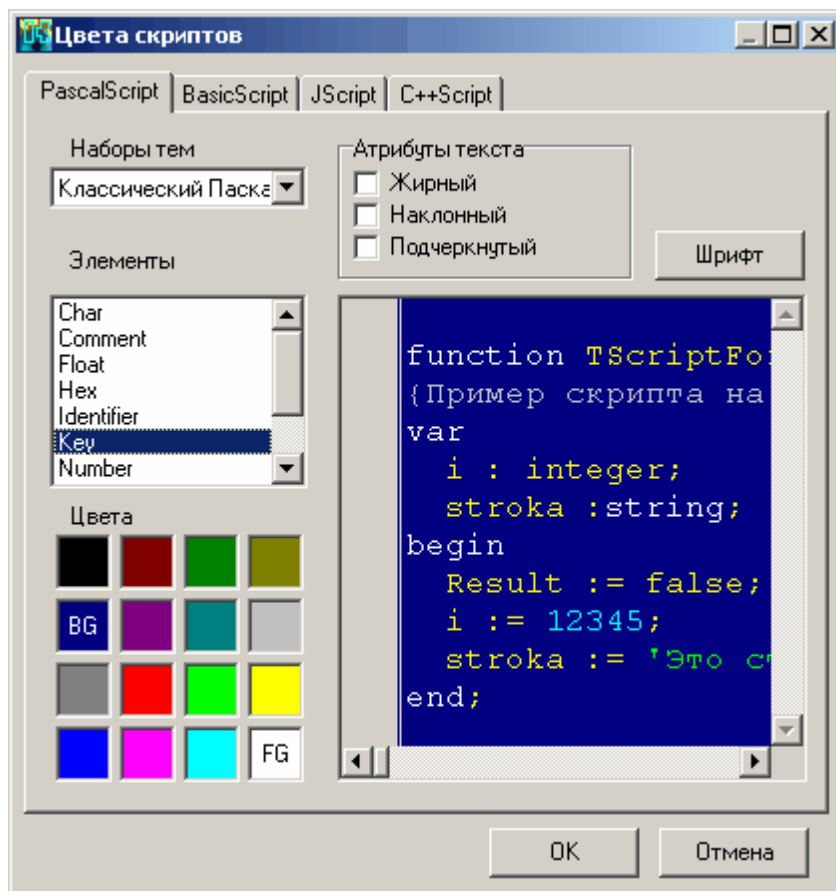 Цвета скриптов
PascalScript BasicScript JScript C++Script
Наборы тем
Классический Паска
Атрибуты текста
Жирный
Наклонный
Подчеркнутый
Шрифт
Элементы
Char
Comment
Float
Hex
Identifier
Key
Number
Цвета
BG
FG
function TScriptFo
{Пример скрипта на
var
i : integer;
stroka :string;
begin
Result := false;
i := 12345;
stroka := 'Это ст
end;
OK Отмена